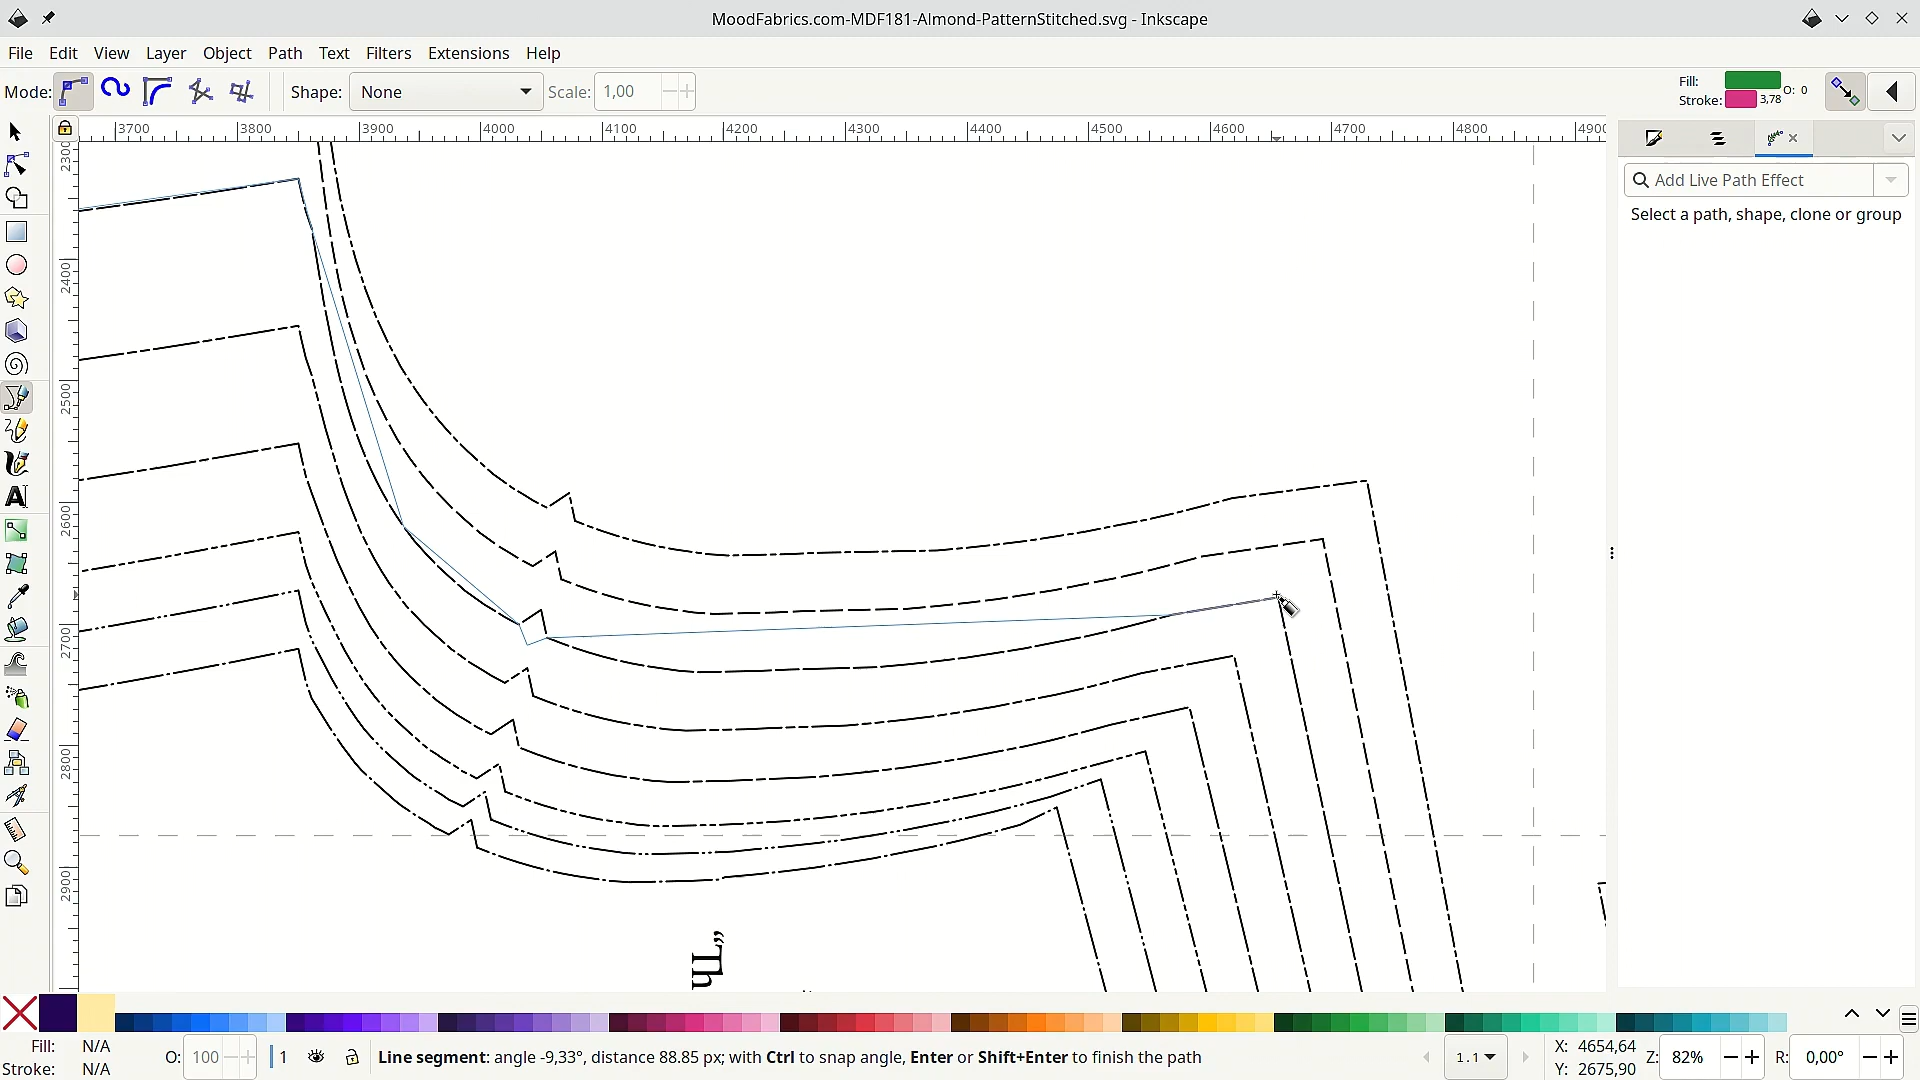 MoodFabrics.com-MDF181-Almond-PatternStitched.svg - Inkscape
File Edit View Layer Object Path Text Filters Extensions Help
Mode: Shape: None Scale: 1,00 Fill: O: 0
Stroke: 3,78
3700 3800 3900 4000 4100 4200 4300 4400 4500 4600 4700 4800 4900
2300
2400
2500
2600
2700
2800
2900
Add Live Path Effect
Select a path, shape, clone or group
“Th
Fill: N/A O: 100 1 Line segment: angle -9,33°, distance 88.85 px; with Ctrl to snap angle, Enter or Shift+Enter to finish the path 1.1 X: 4654,64 Z: 82% R: 0,00°
Stroke: N/A Y: 2675,90